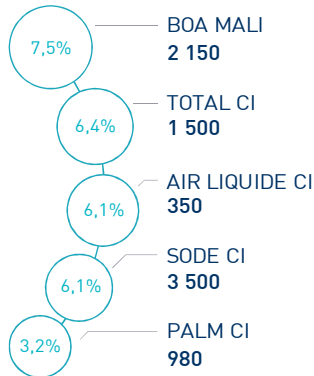 7,5%
BOA MALI
2 150
6,4%
TOTAL CI
1 500
6,1%
AIR LIQUIDE CI
350
6,1%
SODE CI
3 500
3,2%
PALM CI
980